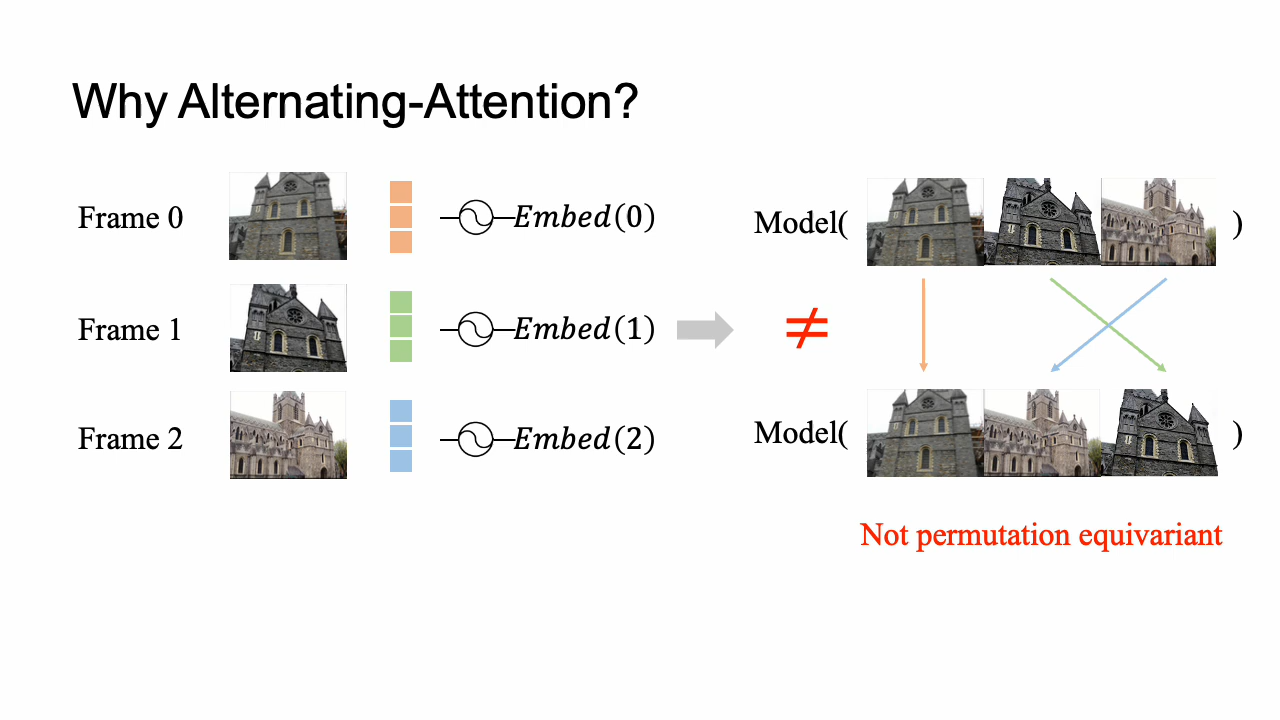 Why Alternating-Attention?
Frame 0
Embed(0)
Frame 1
Embed(1)
Frame 2
Embed(2)
Model( )
≠
Model( )
Not permutation equivariant